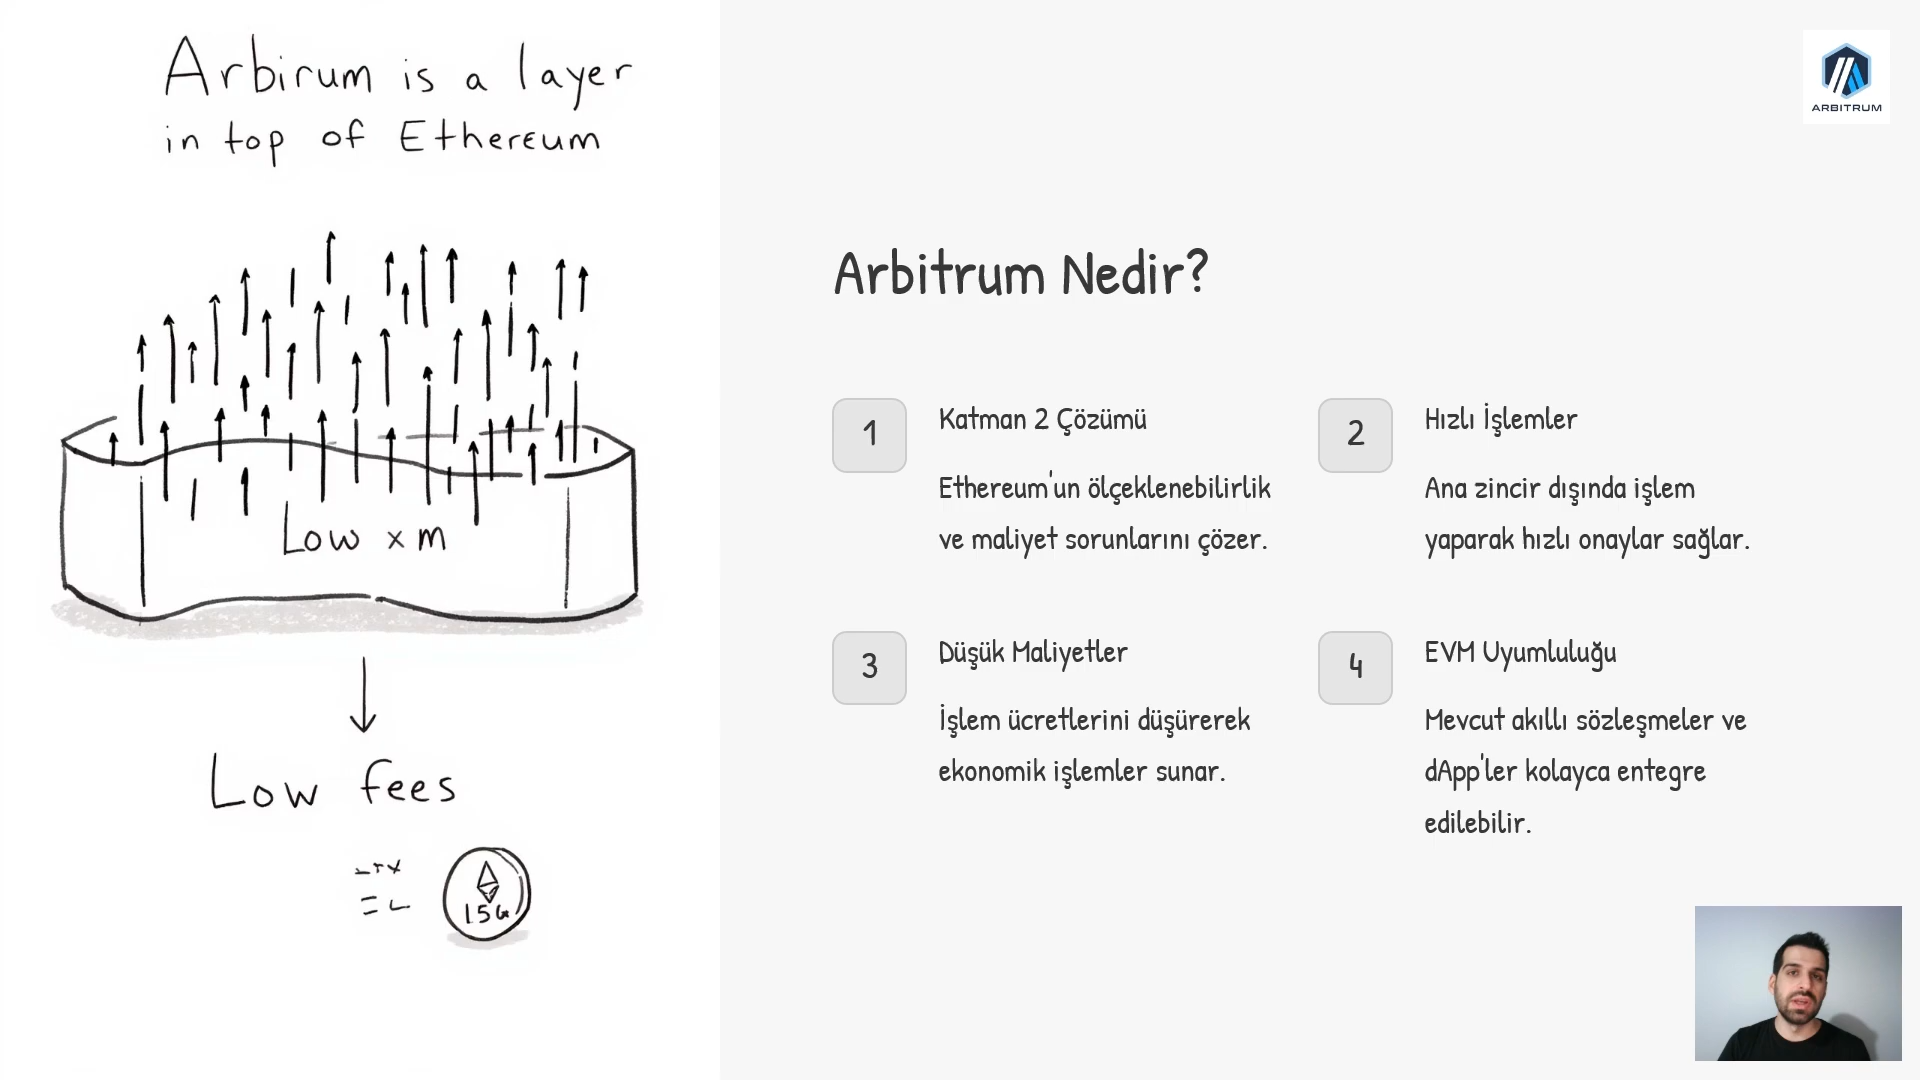 Arbirum is a layer
in top of Ethereum
Low x m
Low fees
ARBITRUM
Arbitrum Nedir?
1
Katman 2 Çözümü
Ethereum'un ölçeklenebilirlik
ve maliyet sorunlarını çözer.
2
Hızlı İşlemler
Ana zincir dışında işlem
yaparak hızlı onaylar sağlar.
3
Düşük Maliyetler
İşlem ücretlerini düşürerek
ekonomik işlemler sunar.
4
EVM Uyumluluğu
Mevcut akıllı sözleşmeler ve
dApp'ler kolayca entegre
edilebilir.